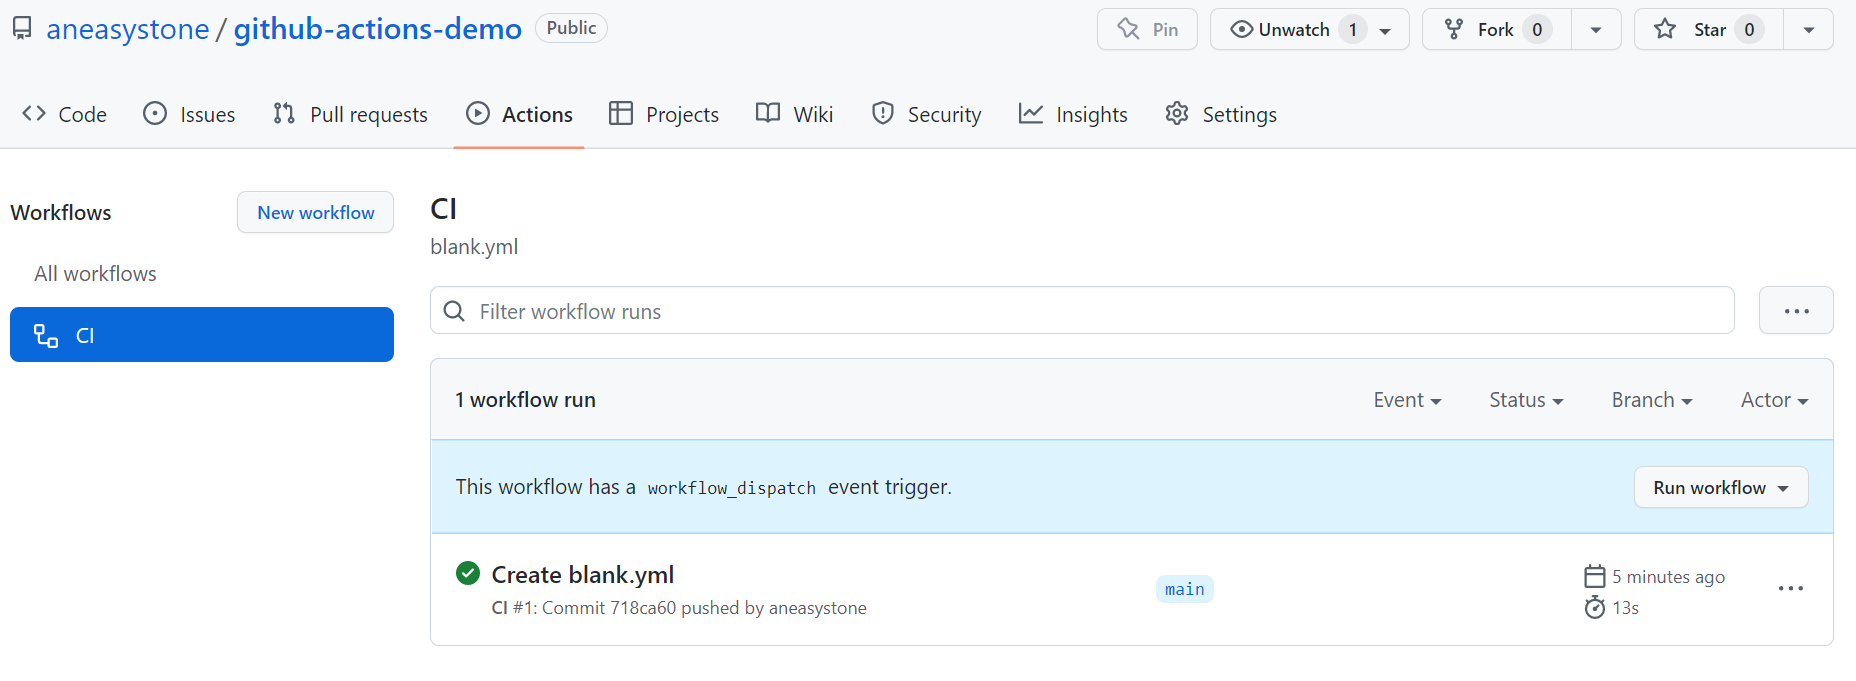 aneasystone / github-actions-demo Public Pin Unwatch 1 Fork 0 Star 0
Code Issues Pull requests Actions Projects Wiki Security Insights Settings
Workflows New workflow
All workflows
CI
CI
blank.yml
Filter workflow runs
1 workflow run Event Status Branch Actor
This workflow has a workflow_dispatch event trigger. Run workflow
Create blank.yml
CI #1: Commit 718ca60 pushed by aneasystone
main
5 minutes ago
13s